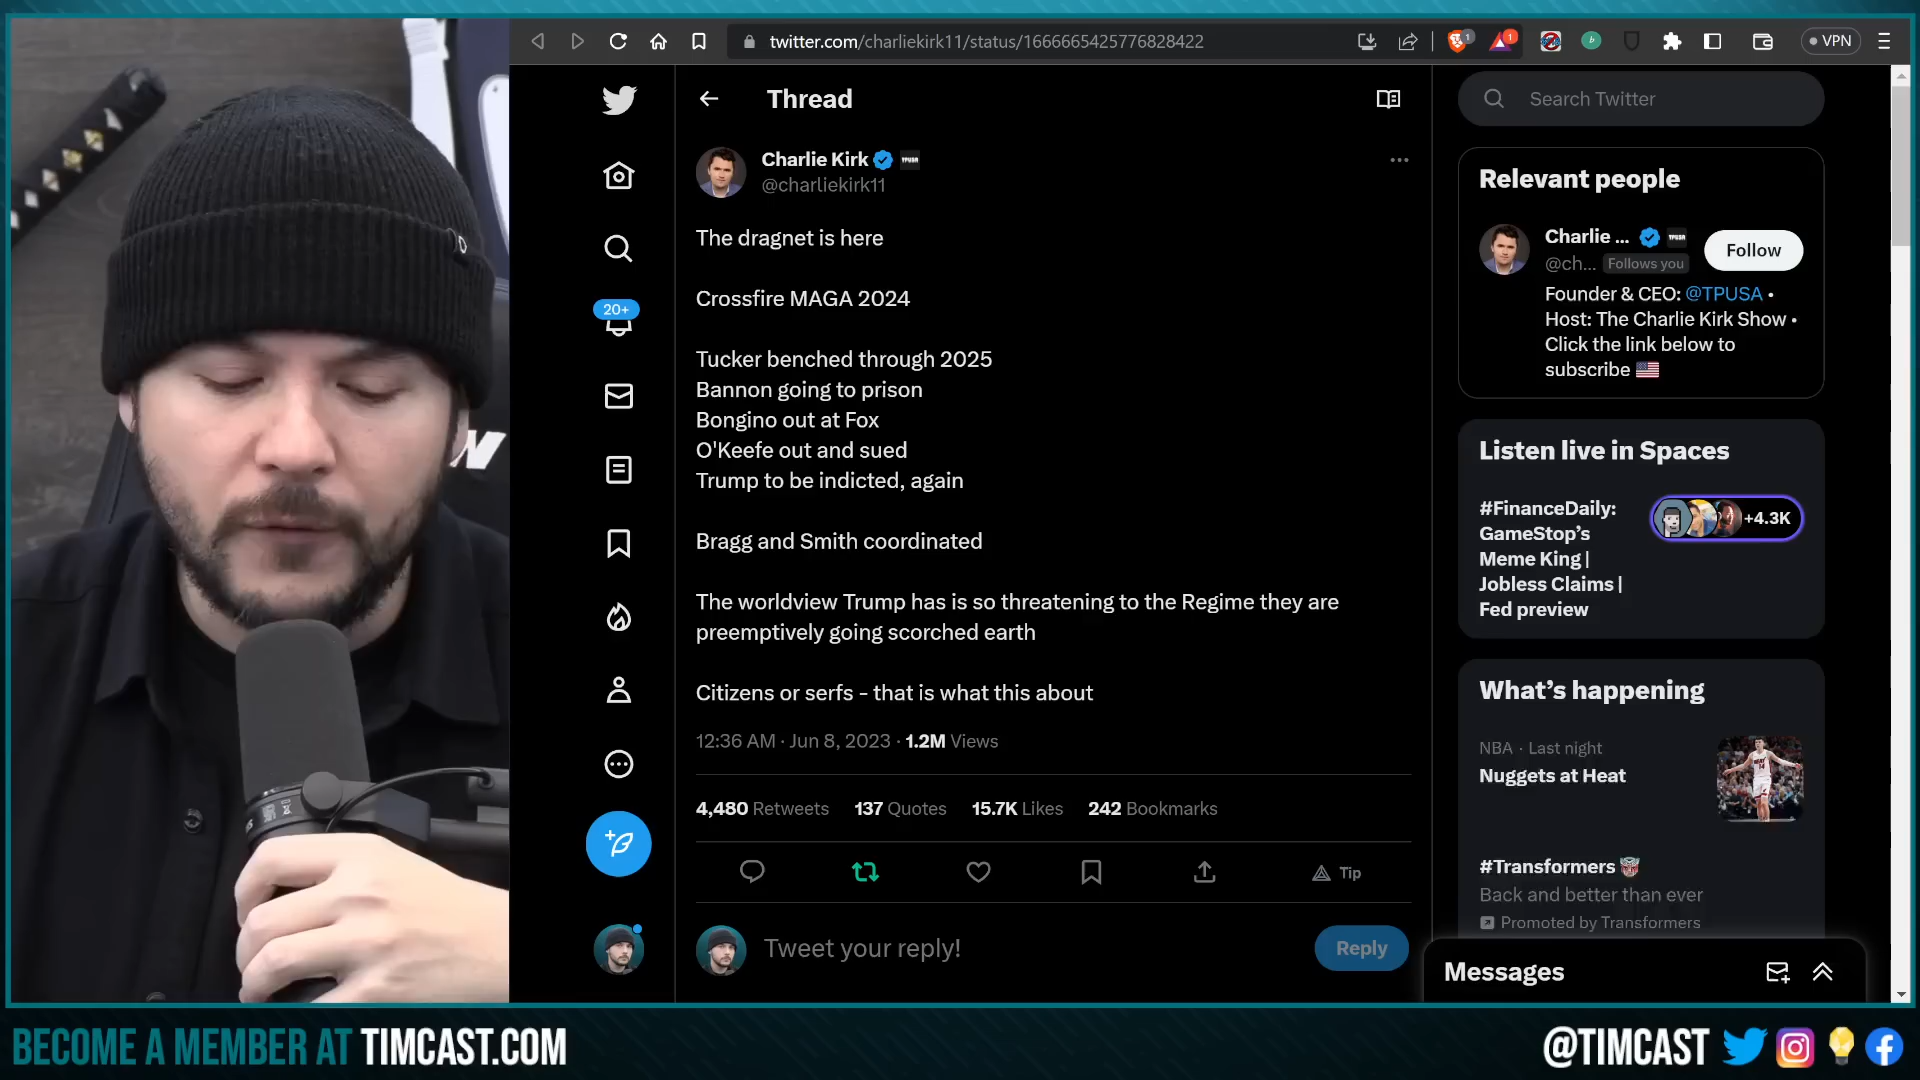 twitter.com/charliekirk11/status/1666665425776828422
1
1
VPN
Thread
Search Twitter
Charlie Kirk
TPUSA
@charliekirk11
The dragnet is here
Crossfire MAGA 2024
Tucker benched through 2025
Bannon going to prison
Bongino out at Fox
O'Keefe out and sued
Trump to be indicted, again
Bragg and Smith coordinated
The worldview Trump has is so threatening to the Regime they are
preemptively going scorched earth
Citizens or serfs - that is what this about
12:36 AM · Jun 8, 2023 · 1.2M Views
4,480 Retweets 137 Quotes 15.7K Likes 242 Bookmarks
Tip
Tweet your reply!
Reply
20+
Relevant people
Charlie ...
TPUSA
Follow
@ch... Follows you
Founder & CEO: @TPUSA •
Host: The Charlie Kirk Show •
Click the link below to
subscribe
Listen live in Spaces
#FinanceDaily:
GameStop’s
Meme King |
Jobless Claims |
Fed preview
+4.3K
What’s happening
NBA · Last night
Nuggets at Heat
#Transformers
Back and better than ever
Promoted by Transformers
Messages
BECOME A MEMBER AT TIMCAST.COM
@TIMCAST